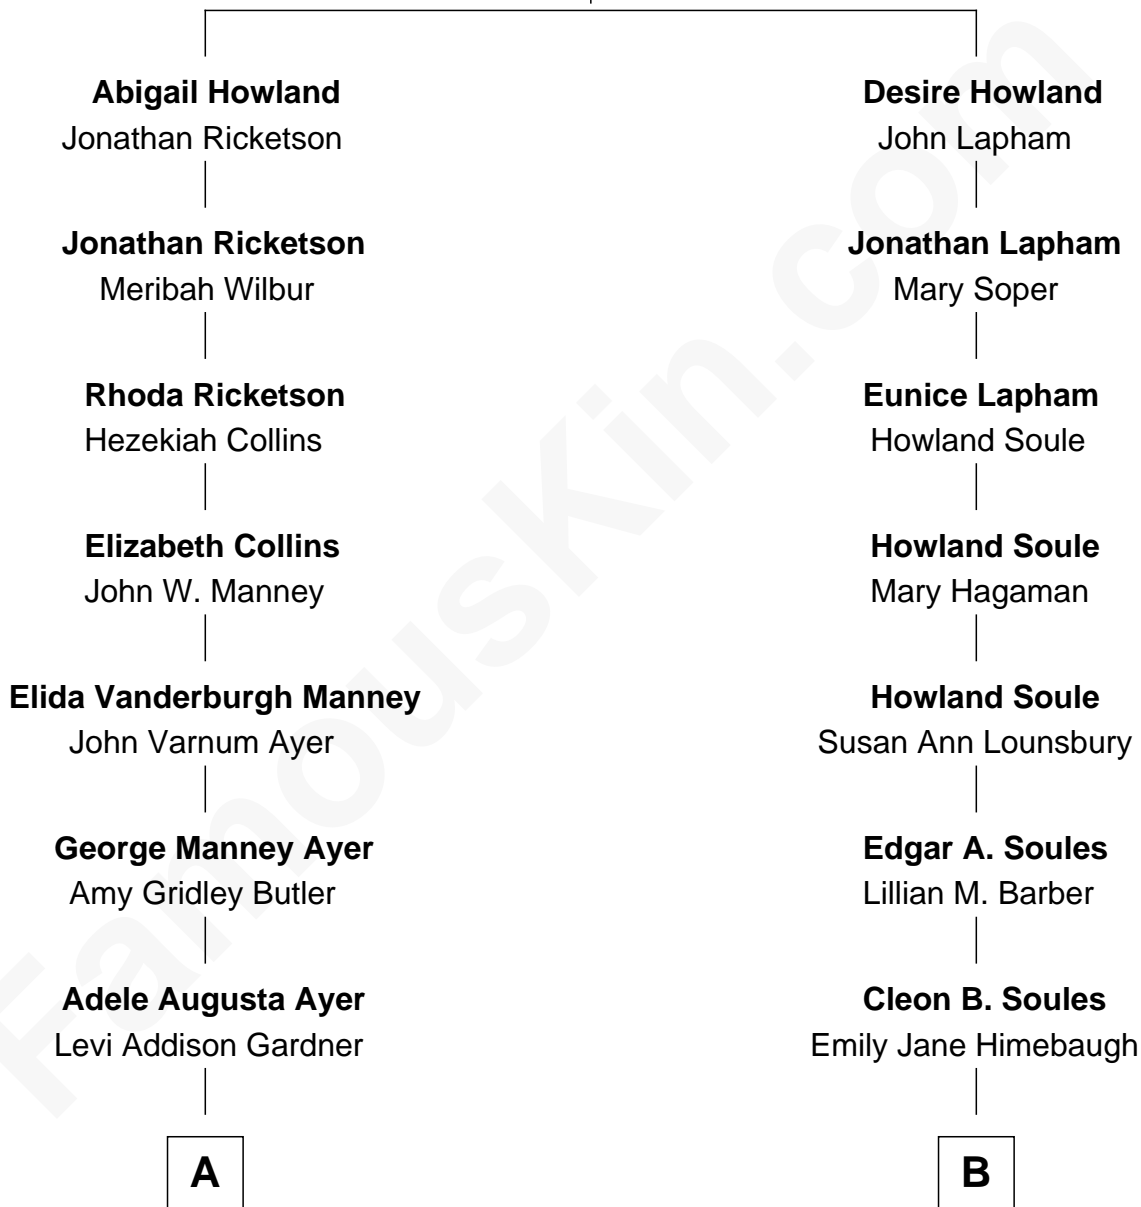 Abigail Howland
Jonathan Ricketson
Jonathan Ricketson
Meribah Wilbur
Rhoda Ricketson
Hezekiah Collins
Elizabeth Collins
John W. Manney
Elida Vanderburgh Manney
John Varnum Ayer
George Manney Ayer
Amy Gridley Butler
Adele Augusta Ayer
Levi Addison Gardner
A
Desire Howland
John Lapham
Jonathan Lapham
Mary Soper
Eunice Lapham
Howland Soule
Howland Soule
Mary Hagaman
Howland Soule
Susan Ann Lounsbury
Edgar A. Soules
Lillian M. Barber
Cleon B. Soules
Emily Jane Himebaugh
B
FamousKin.com